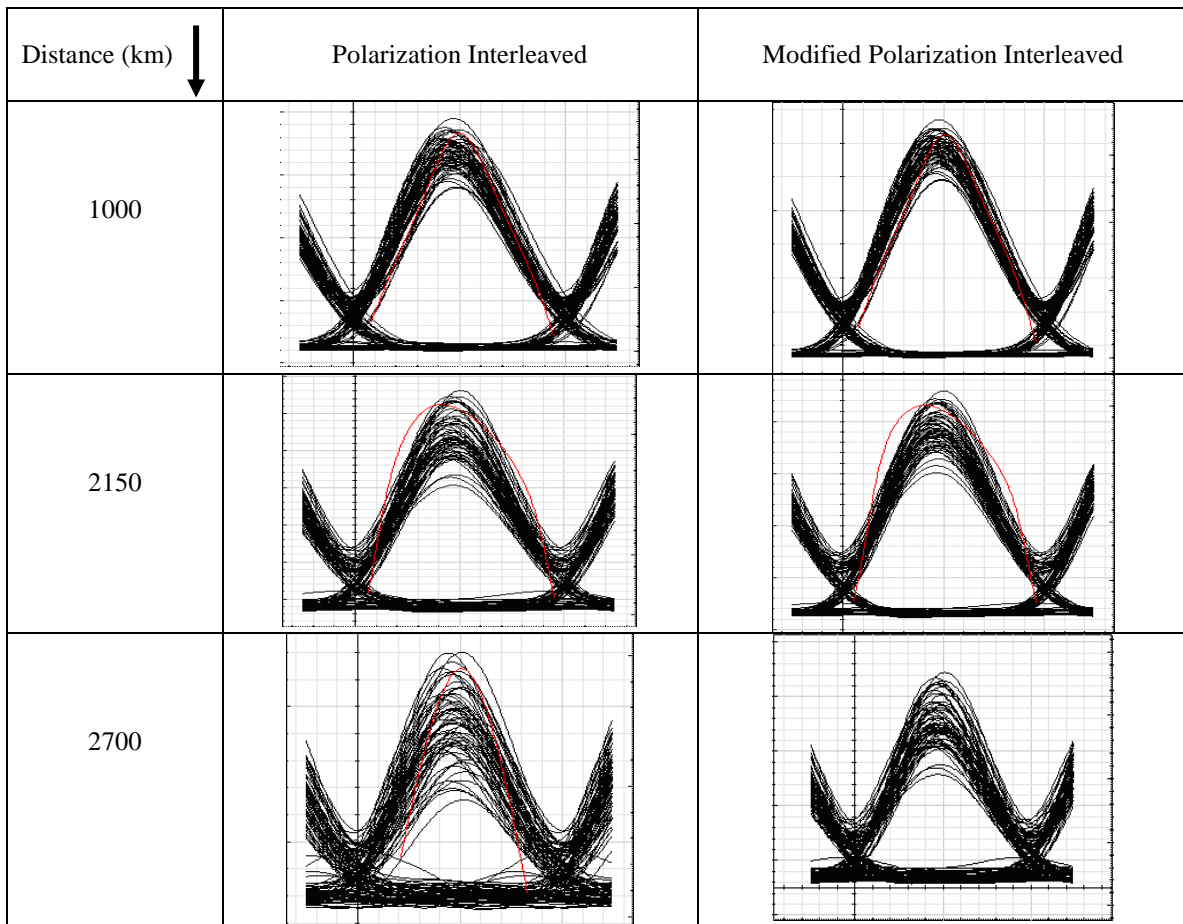 Distance (km)
Polarization Interleaved
Modified Polarization Interleaved
1000
2150
2700